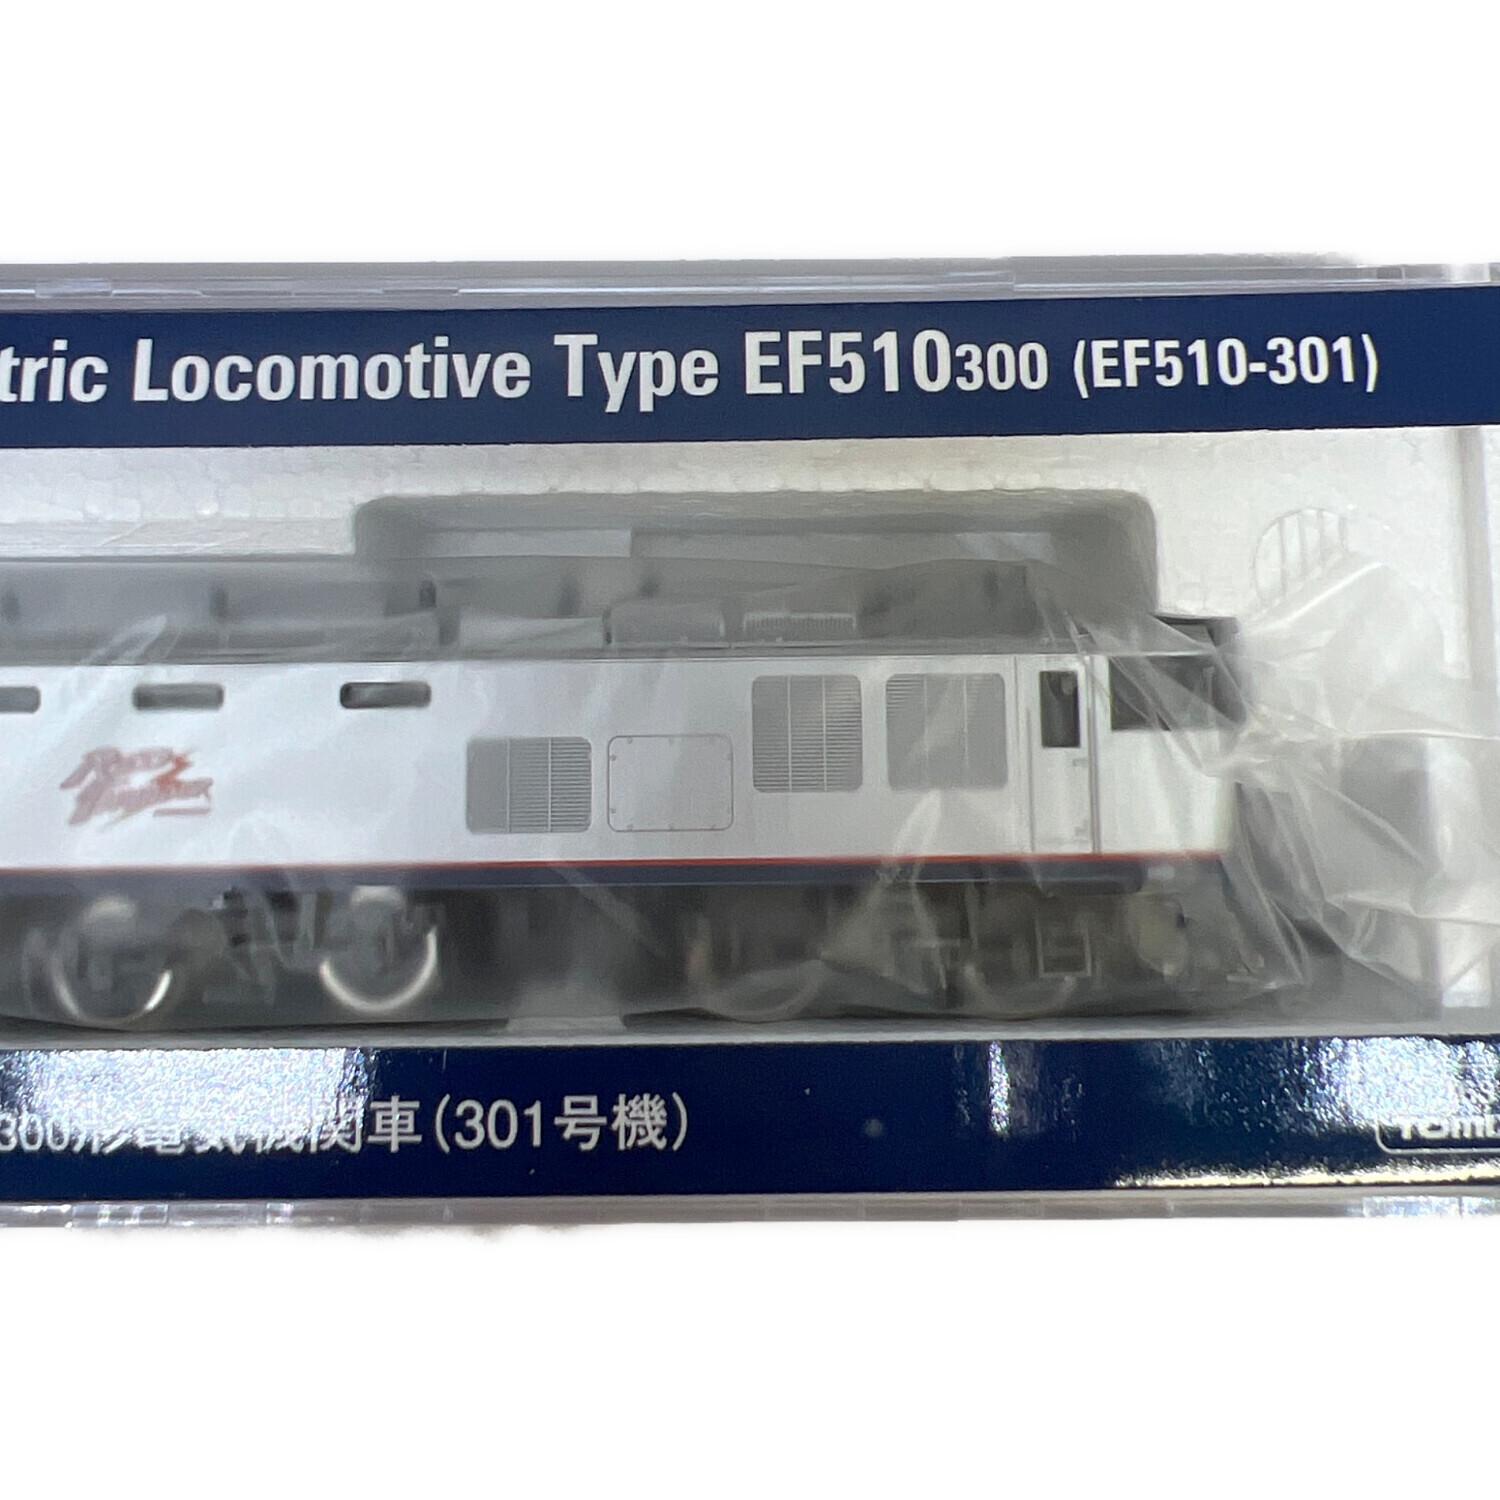 tric Locomotive Type EF510300 (EF510-301)
300形電気機関車(301号機)